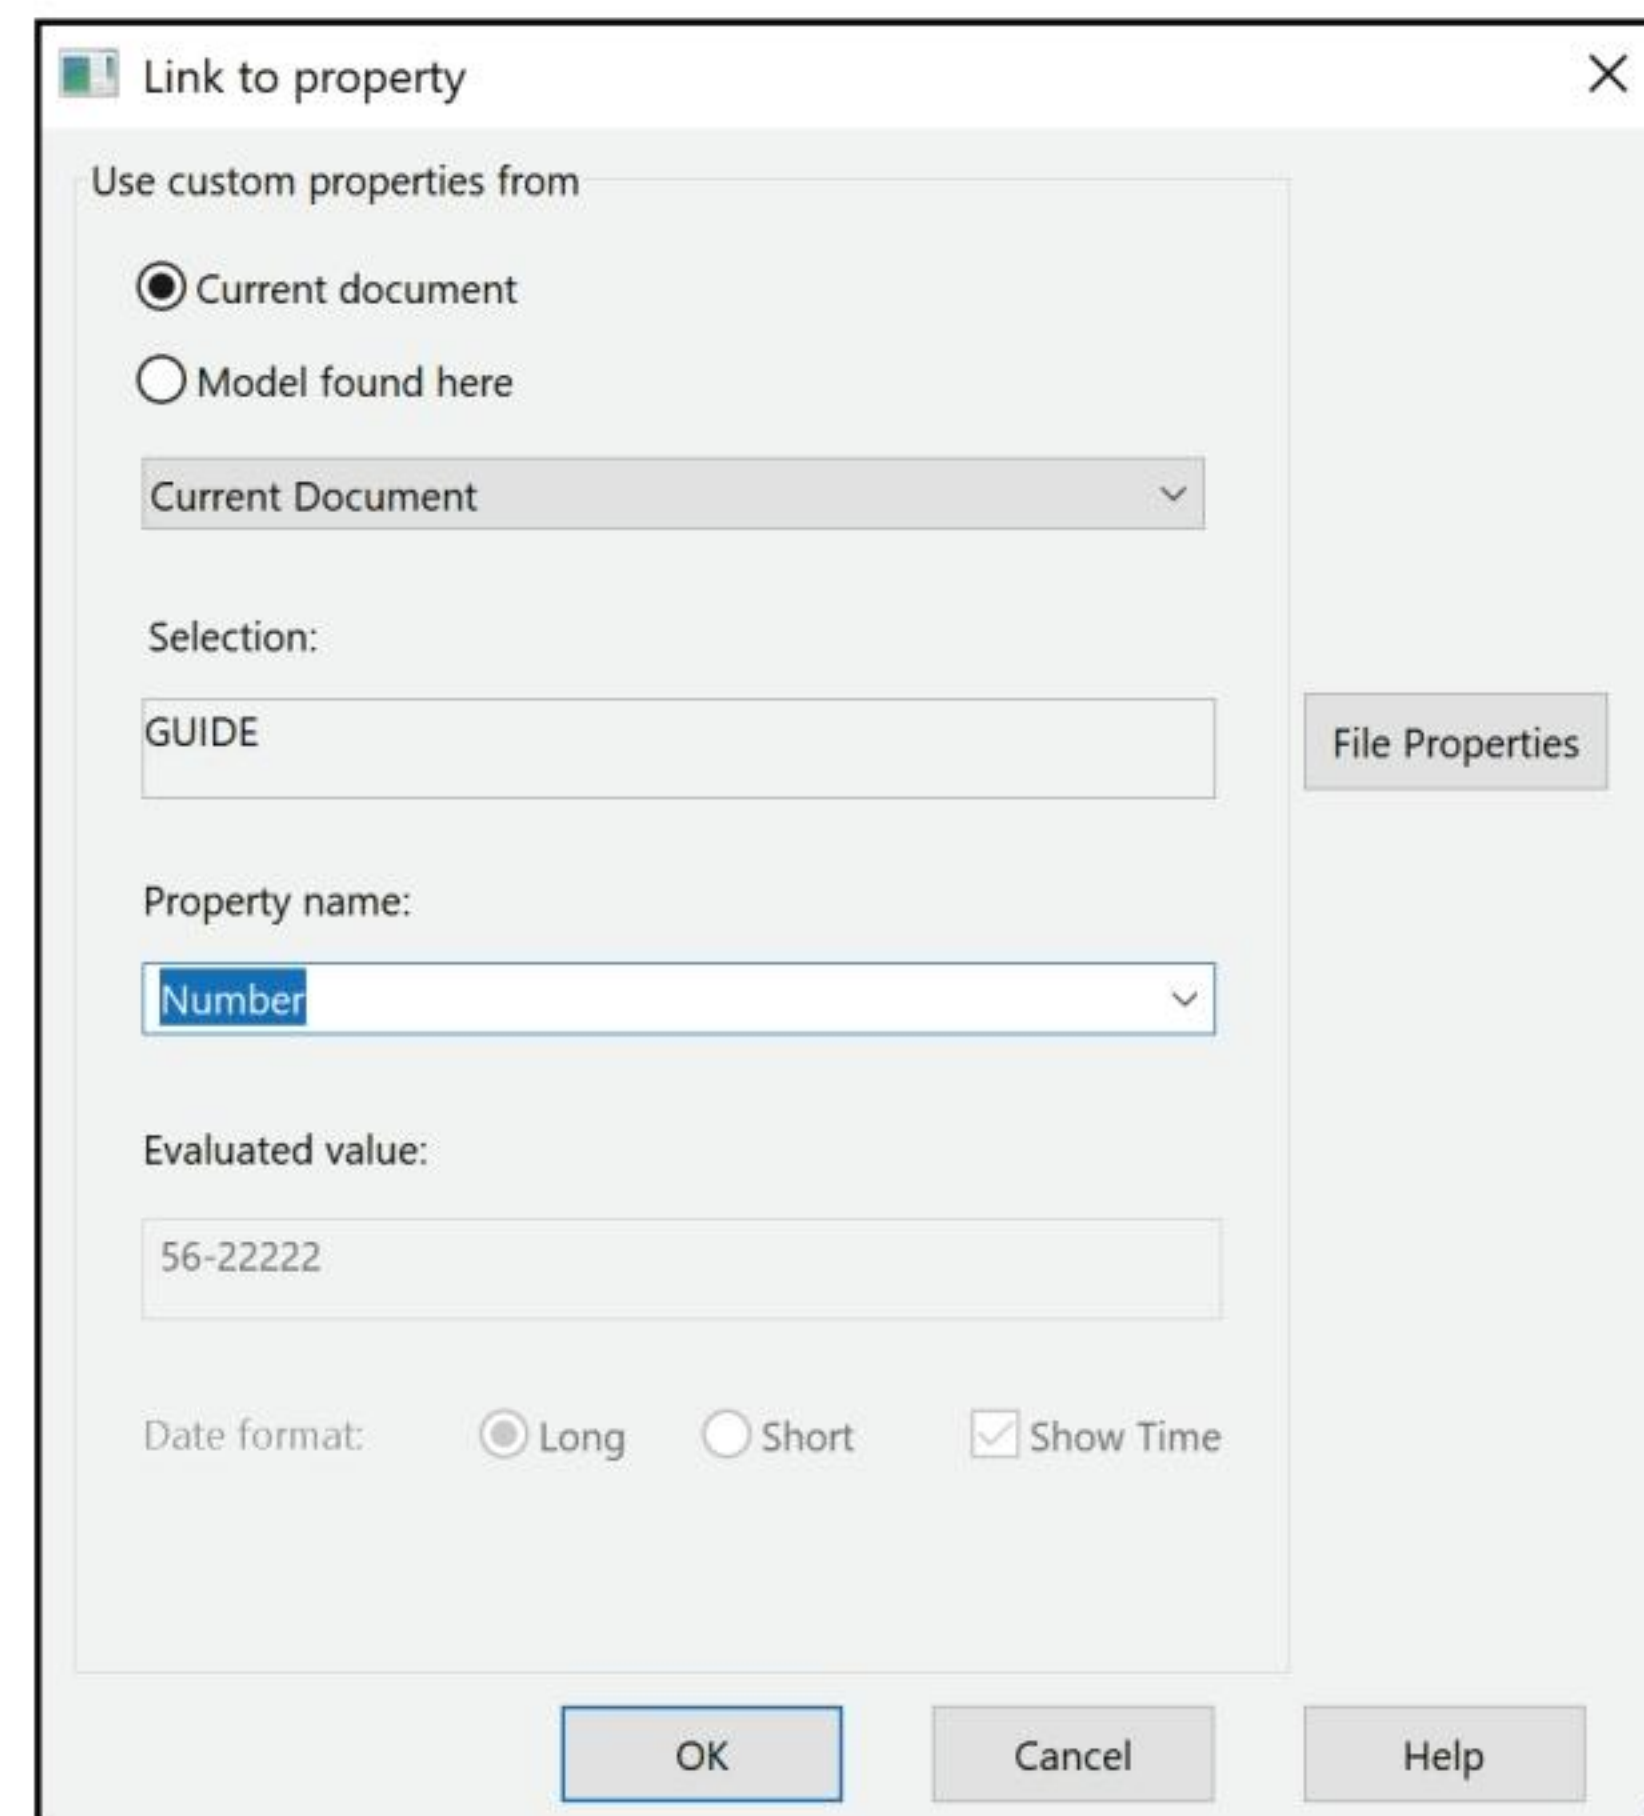 Link to property
Use custom properties from
Current document
Model found here
Current Document
Selection:
GUIDE
File Properties
Property name:
Number
Evaluated value:
56-22222
Date format: Long Short Show Time
OK Cancel Help